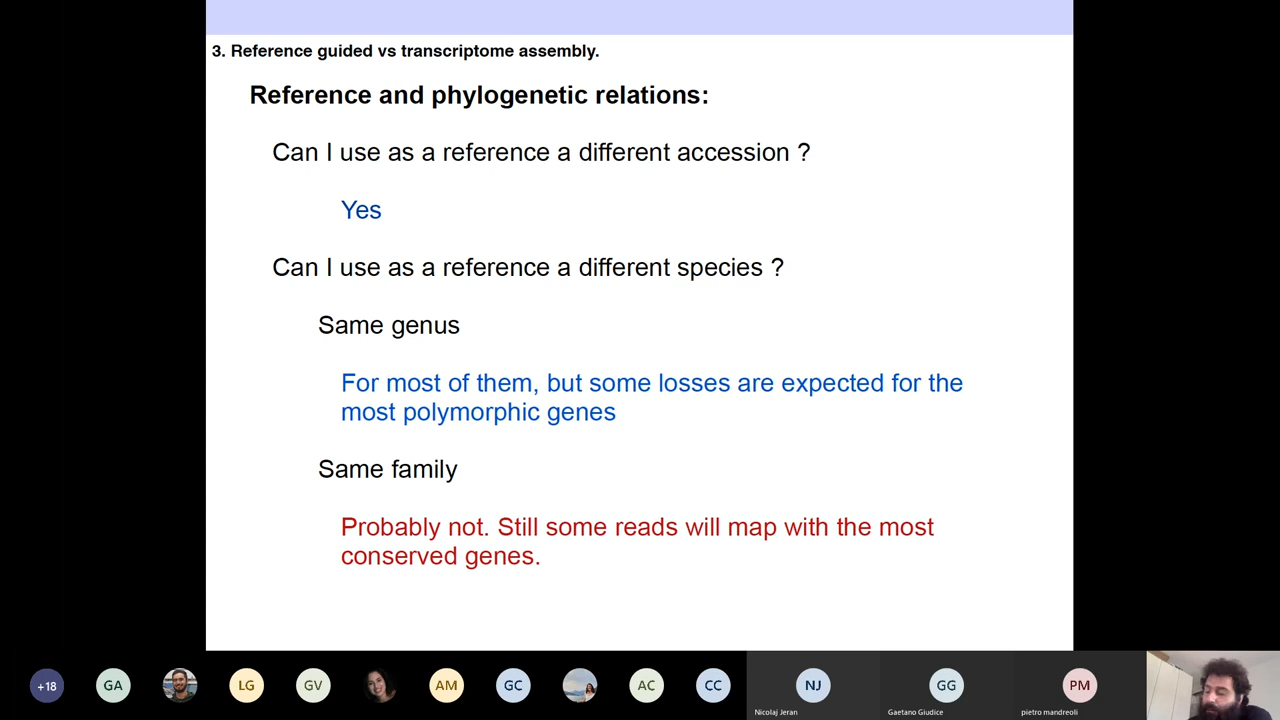 3. Reference guided vs transcriptome assembly.
Reference and phylogenetic relations:
Can I use as a reference a different accession ?
Yes
Can I use as a reference a different species ?
Same genus
For most of them, but some losses are expected for the
most polymorphic genes
Same family
Probably not. Still some reads will map with the most
conserved genes.
+18
GA
LG
GV
AM
GC
AC
CC
NJ
GG
PM
Nicolaj Jeran
Gaetano Giudice
pietro mandreoli